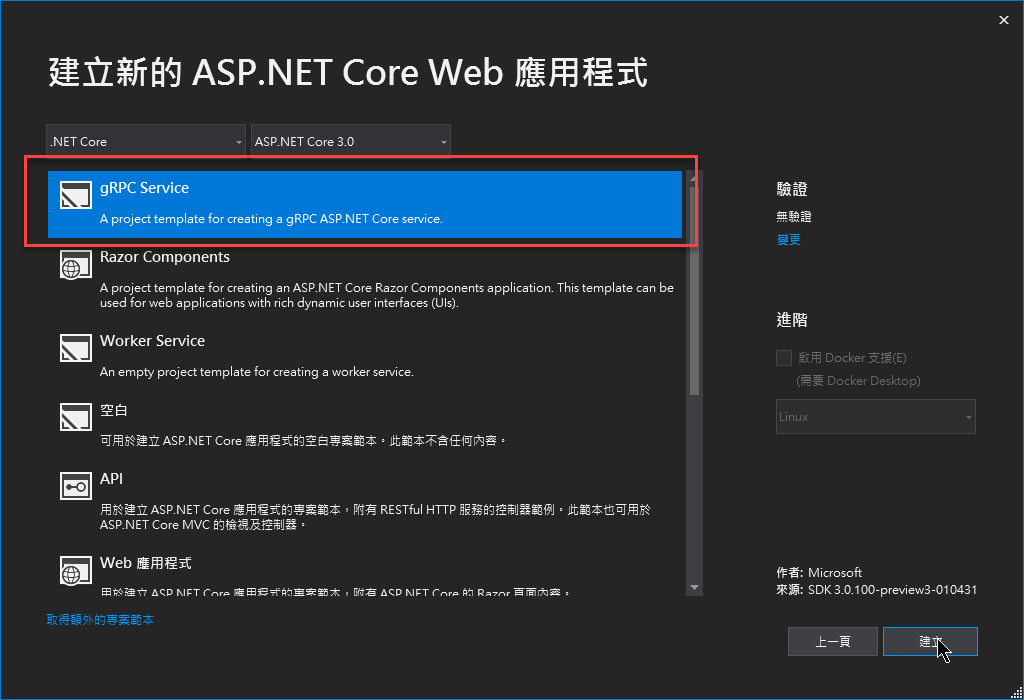 建立新的 ASP.NET Core Web 應用程式
.NET Core
ASP.NET Core 3.0
gRPC Service
A project template for creating a gRPC ASP.NET Core service.
Razor Components
A project template for creating an ASP.NET Core Razor Components application. This template can be
used for web applications with rich dynamic user interfaces (UIs).
Worker Service
An empty project template for creating a worker service.
空白
可用於建立 ASP.NET Core 應用程式的空白專案範本。此範本不含任何內容。
API
用於建立 ASP.NET Core 應用程式的專案範本，附有 RESTful HTTP 服務的控制器範例。此範本也可用於
ASP.NET Core MVC 的檢視及控制器。
Web 應用程式
用於建立 ASP.NET Core 應用程式的專案範本，附有 ASP.NET Core 的 Razor 頁面內容。
取得額外的專案範本
驗證
無驗證
變更
進階
啟用 Docker 支援(E)
(需要 Docker Desktop)
Linux
作者: Microsoft
來源: SDK 3.0.100-preview3-010431
上一頁
建立